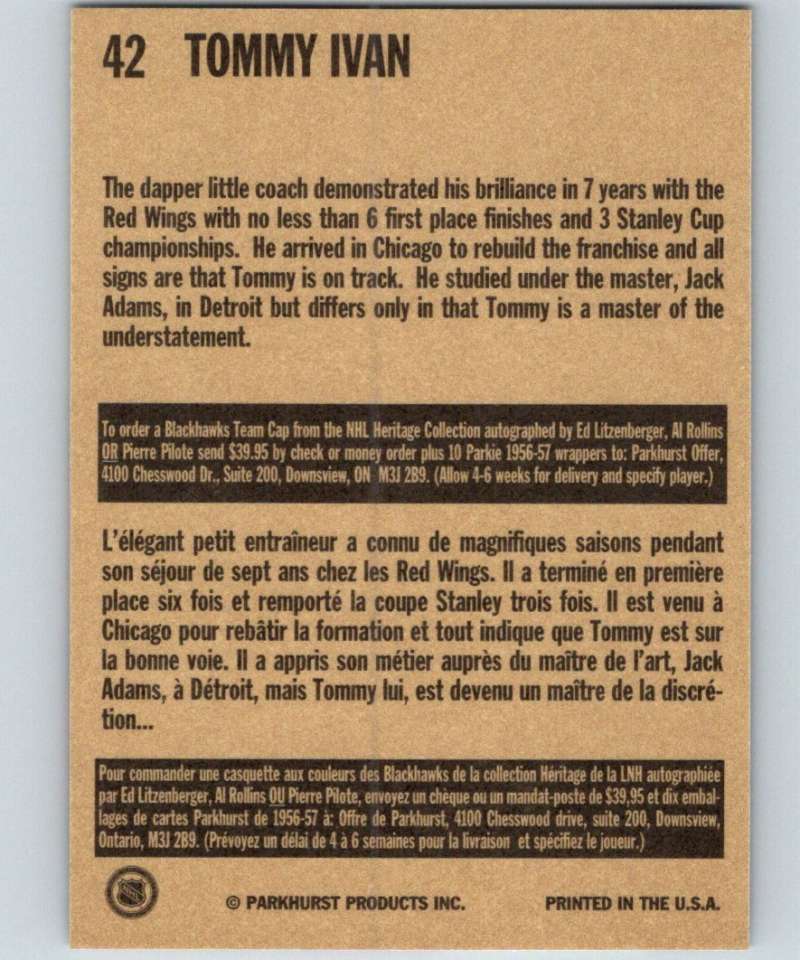 42 TOMMY IVAN
The dapper little coach demonstrated his brilliance in 7 years with the
Red Wings with no less than 6 first place finishes and 3 Stanley Cup
championships. He arrived in Chicago to rebuild the franchise and all
signs are that Tommy is on track. He studied under the master, Jack
Adams, in Detroit but differs only in that Tommy is a master of the
understatement.
To order a Blackhawks Team Cap from the NHL Heritage Collection autographed by Ed Litzenberger, Al Rollins
OR Pierre Pilote send $39.95 by check or money order plus 10 Parkie 1956-57 wrappers to: Parkhurst Offer,
4100 Chesswood Dr., Suite 200, Downsview, ON M3J 2B9. (Allow 4-6 weeks for delivery and specify player.)
L'élégant petit entraîneur a connu de magnifiques saisons pendant
son séjour de sept ans chez les Red Wings. Il a terminé en première
place six fois et remporté la coupe Stanley trois fois. Il est venu à
Chicago pour rebâtir la formation et tout indique que Tommy est sur
la bonne voie. Il a appris son métier auprès du maître de l'art, Jack
Adams, à Détroit, mais Tommy lui, est devenu un maître de la discré-
tion...
Pour commander une casquette aux couleurs des Blackhawks de la collection Héritage de la LNH autographiée
par Ed Litzenberger, Al Rollins OU Pierre Pilote, envoyez un chèque ou un mandat-poste de $39,95 et dix embal-
lages de cartes Parkhurst de 1956-57 à: Offre de Parkhurst, 4100 Chesswood drive, suite 200, Downsview,
Ontario, M3J 2B9. (Prévoyez un délai de 4 à 6 semaines pour la livraison et spécifiez le joueur.)
© PARKHURST PRODUCTS INC. PRINTED IN THE U.S.A.